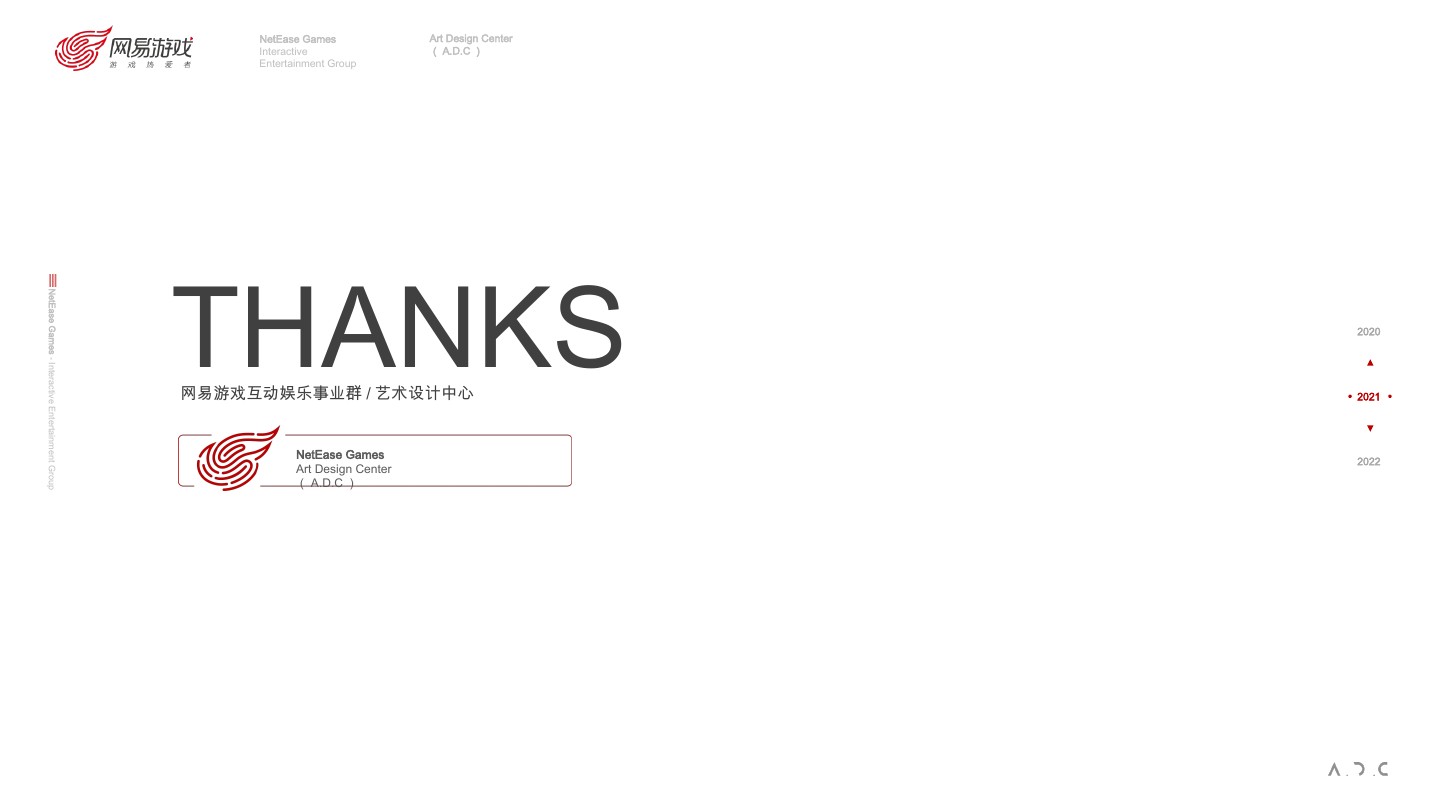 网易游戏
游戏热爱者
NetEase Games
Interactive
Entertainment Group
Art Design Center
( A.D.C )
NetEase Games - Interactive Entertainment Group
THANKS
网易游戏互动娱乐事业群 / 艺术设计中心
NetEase Games
Art Design Center
( A.D.C )
2020
▲
• 2021 •
▼
2022
A.D.C